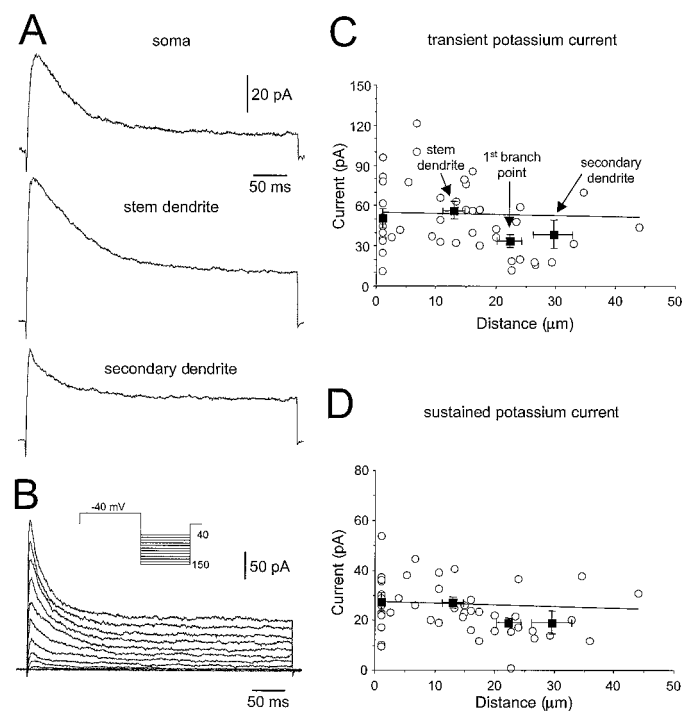 A
soma
20 pA
50 ms
stem dendrite
secondary dendrite
B
-40 mV
40
150
50 pA
50 ms
C
transient potassium current
150
120
90
60
30
0
Current (pA)
stem
dendrite
1st branch
point
secondary
dendrite
0 10 20 30 40 50
Distance (µm)
D
sustained potassium current
80
60
40
20
0
Current (pA)
0 10 20 30 40 50
Distance (µm)